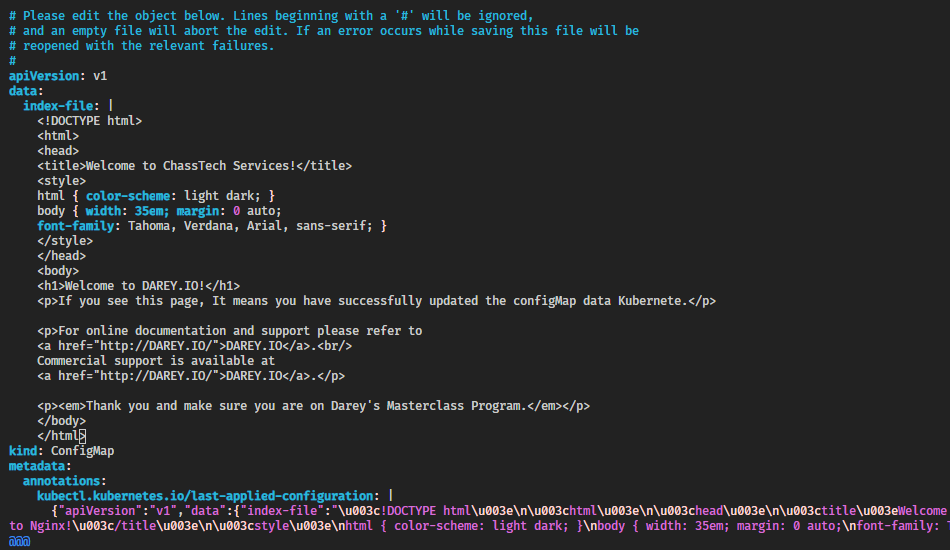 # Please edit the object below. Lines beginning with a '#' will be ignored,
# and an empty file will abort the edit. If an error occurs while saving this file will be
# reopened with the relevant failures.
#
apiVersion: v1
data:
  index-file: |
    <!DOCTYPE html>
    <html>
    <head>
    <title>Welcome to ChassTech Services!</title>
    <style>
    html { color-scheme: light dark; }
    body { width: 35em; margin: 0 auto;
    font-family: Tahoma, Verdana, Arial, sans-serif; }
    </style>
    </head>
    <body>
    <h1>Welcome to DAREY.IO!</h1>
    <p>If you see this page, It means you have successfully updated the configMap data Kubernete.</p>

    <p>For online documentation and support please refer to
    <a href="http://DAREY.IO/">DAREY.IO</a>.<br/>
    Commercial support is available at
    <a href="http://DAREY.IO/">DAREY.IO</a>.</p>

    <p><em>Thank you and make sure you are on Darey's Masterclass Program.</em></p>
    </body>
    </html>
kind: ConfigMap
metadata:
  annotations:
    kubectl.kubernetes.io/last-applied-configuration: |
      {"apiVersion":"v1","data":{"index-file":"\u003c!DOCTYPE html\u003e\n\u003chtml\u003e\n\u003chead\u003e\n\u003ctitle\u003eWelcome
to Nginx!\u003c/title\u003e\n\u003cstyle\u003e\nhtml { color-scheme: light dark; }\nbody { width: 35em; margin: 0 auto;\nfont-family:
@@@